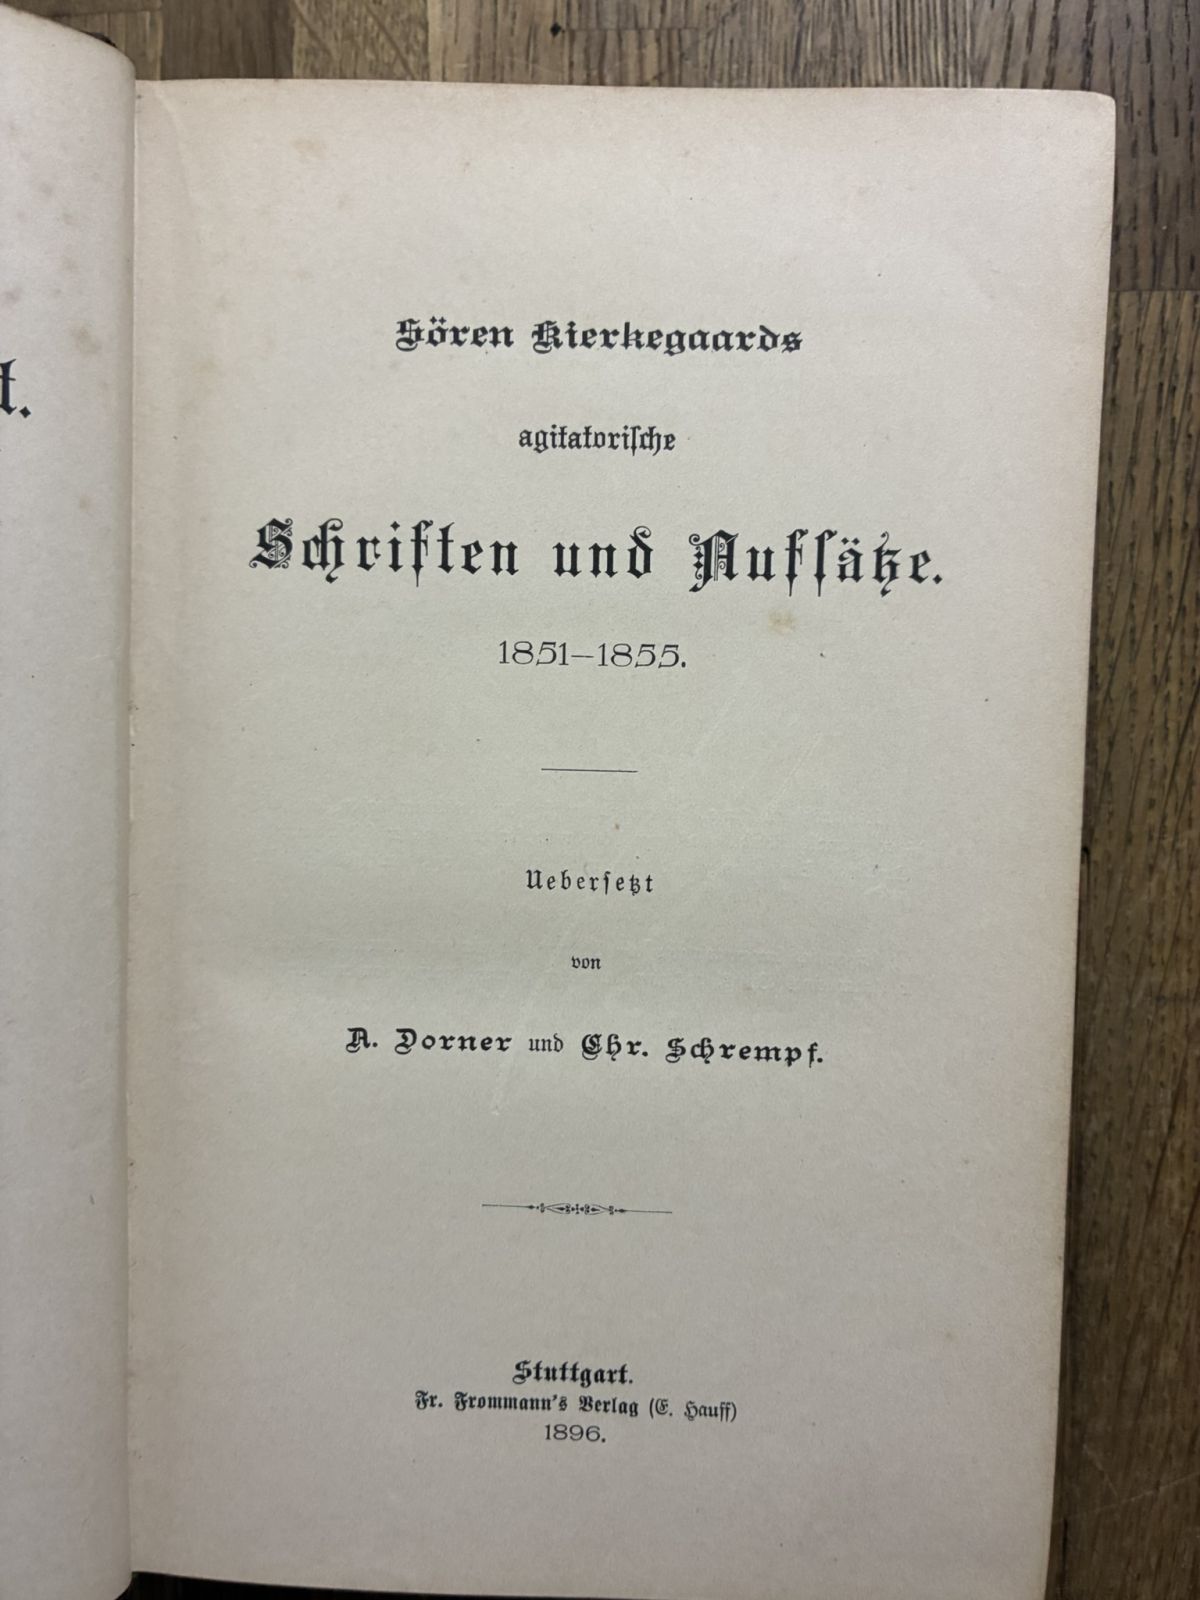 t.
Sören Kierkegaards
agitatoriſche
Schriften und Aufſätze.
1851–1855.
Ueberſetzt
von
A. Dorner und Chr. Schrempf.
Stuttgart.
Fr. Frommann's Verlag (E. Hauff)
1896.